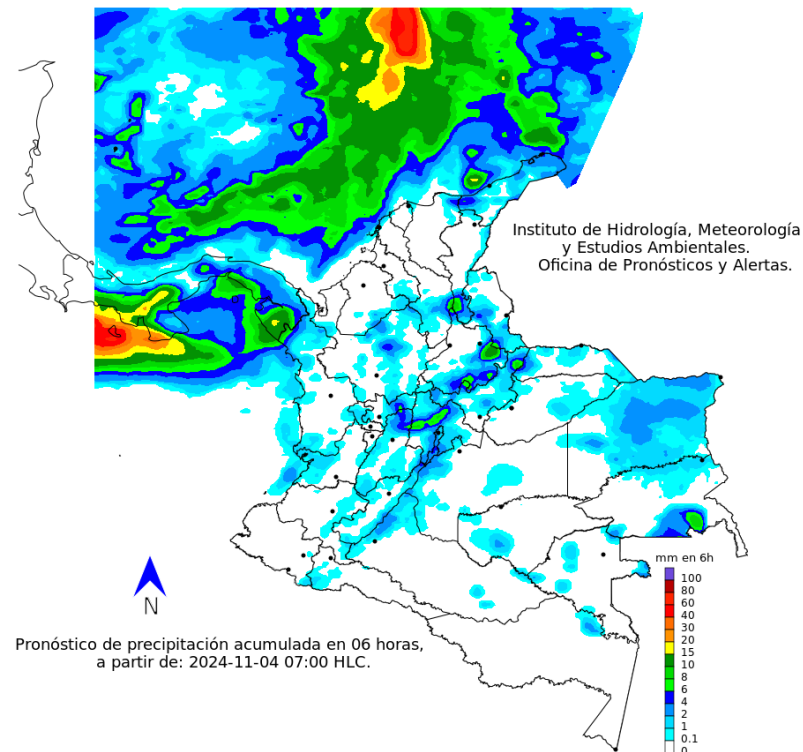 Instituto de Hidrología, Meteorología
y Estudios Ambientales.
Oficina de Pronósticos y Alertas.
mm en 6h
100
80
60
40
30
20
15
10
8
6
4
2
1
0.1
0
N
Pronóstico de precipitación acumulada en 06 horas,
a partir de: 2024-11-04 07:00 HLC.